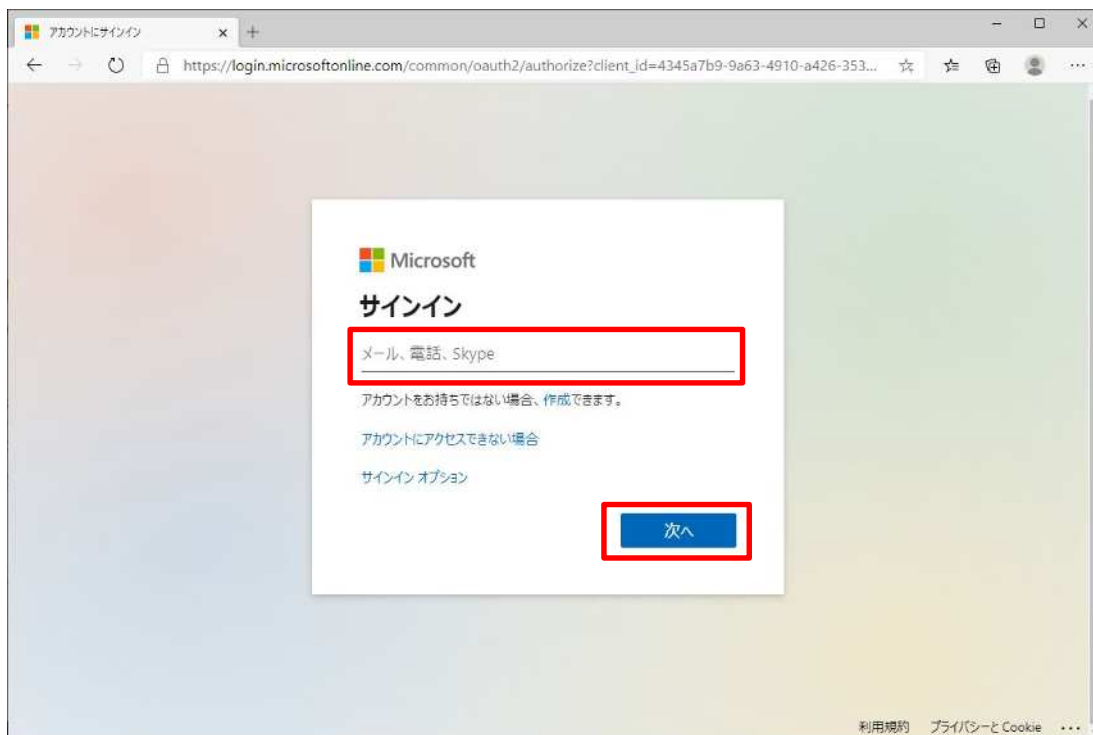 アカウントにサインイン
https://login.microsoftonline.com/common/oauth2/authorize?client_id=4345a7b9-9a63-4910-a426-353...
Microsoft
サインイン
メール、電話、Skype
アカウントをお持ちではない場合、作成できます。
アカウントにアクセスできない場合
サインイン オプション
次へ
利用規約 プライバシーと Cookie ...